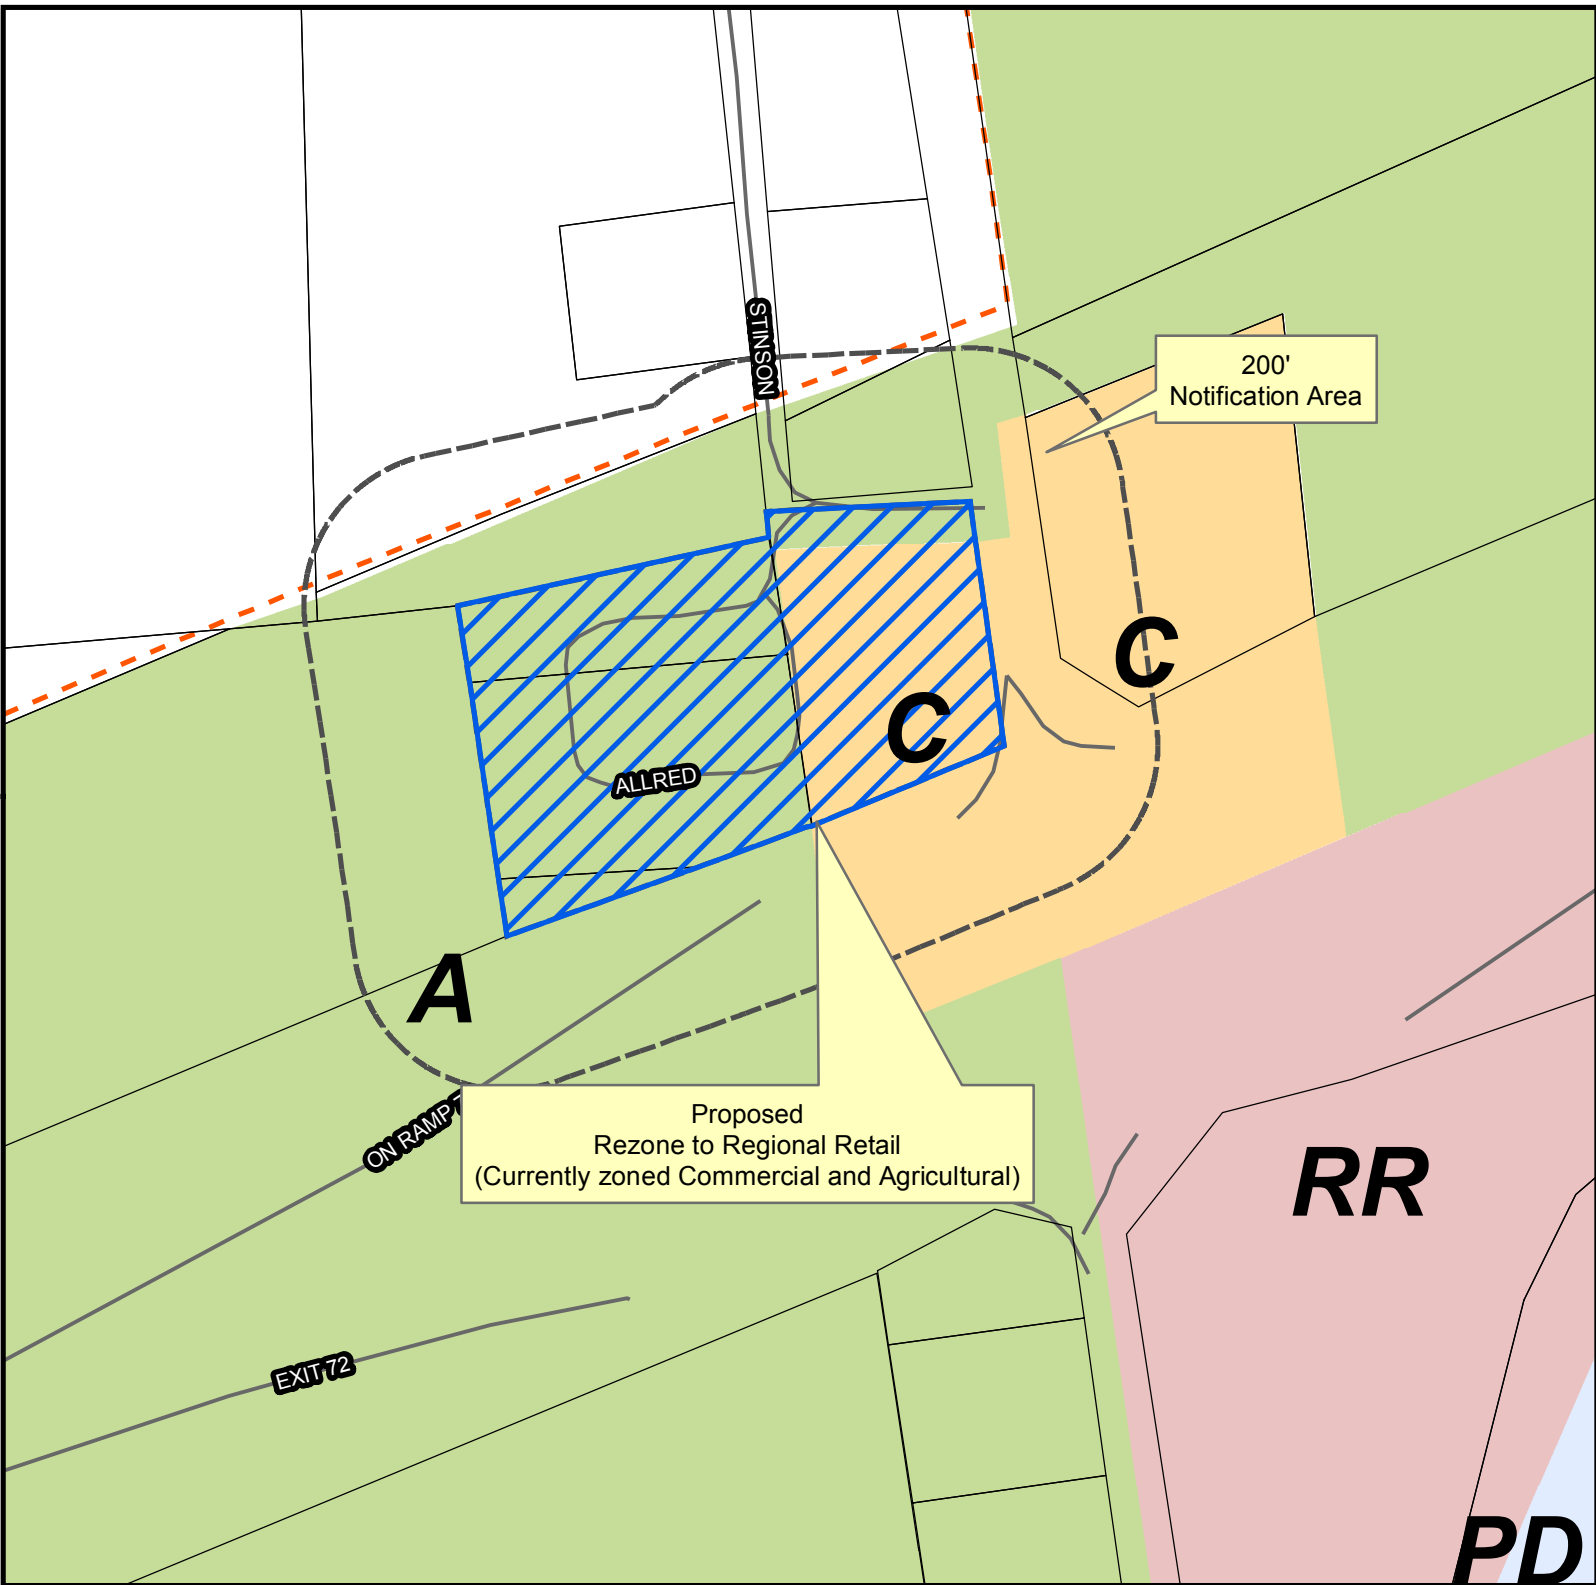 STINSON
200'
Notification Area
C
C
ALLRED
A
ON RAMP
Proposed
Rezone to Regional Retail
(Currently zoned Commercial and Agricultural)
RR
EXIT 72
PD